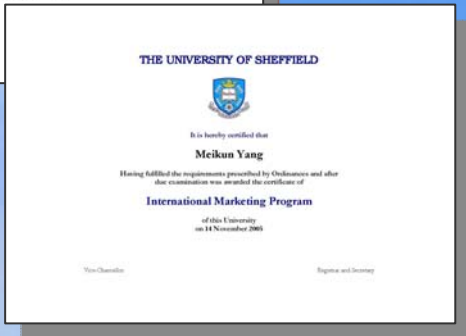 THE UNIVERSITY OF SHEFFIELD
It is hereby certified that
Meikun Yang
Having fulfilled the requirements prescribed by Ordinances and after
due examination was awarded the certificate of
International Marketing Program
of this University
on 14 November 2005
Vice-Chancellor
Registrar and Secretary